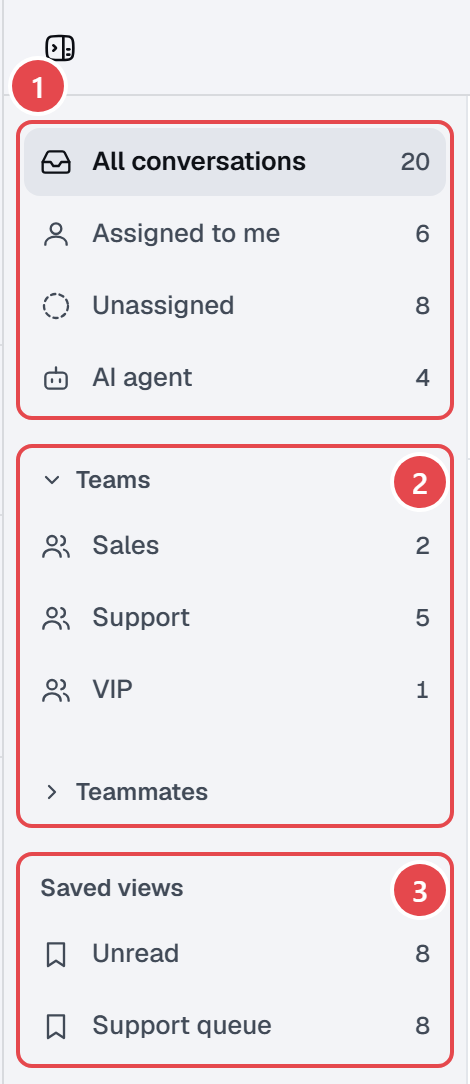 1
All conversations 20
Assigned to me 6
Unassigned 8
AI agent 4
Teams 2
Sales 2
Support 5
VIP 1
Teammates
Saved views 3
Unread 8
Support queue 8